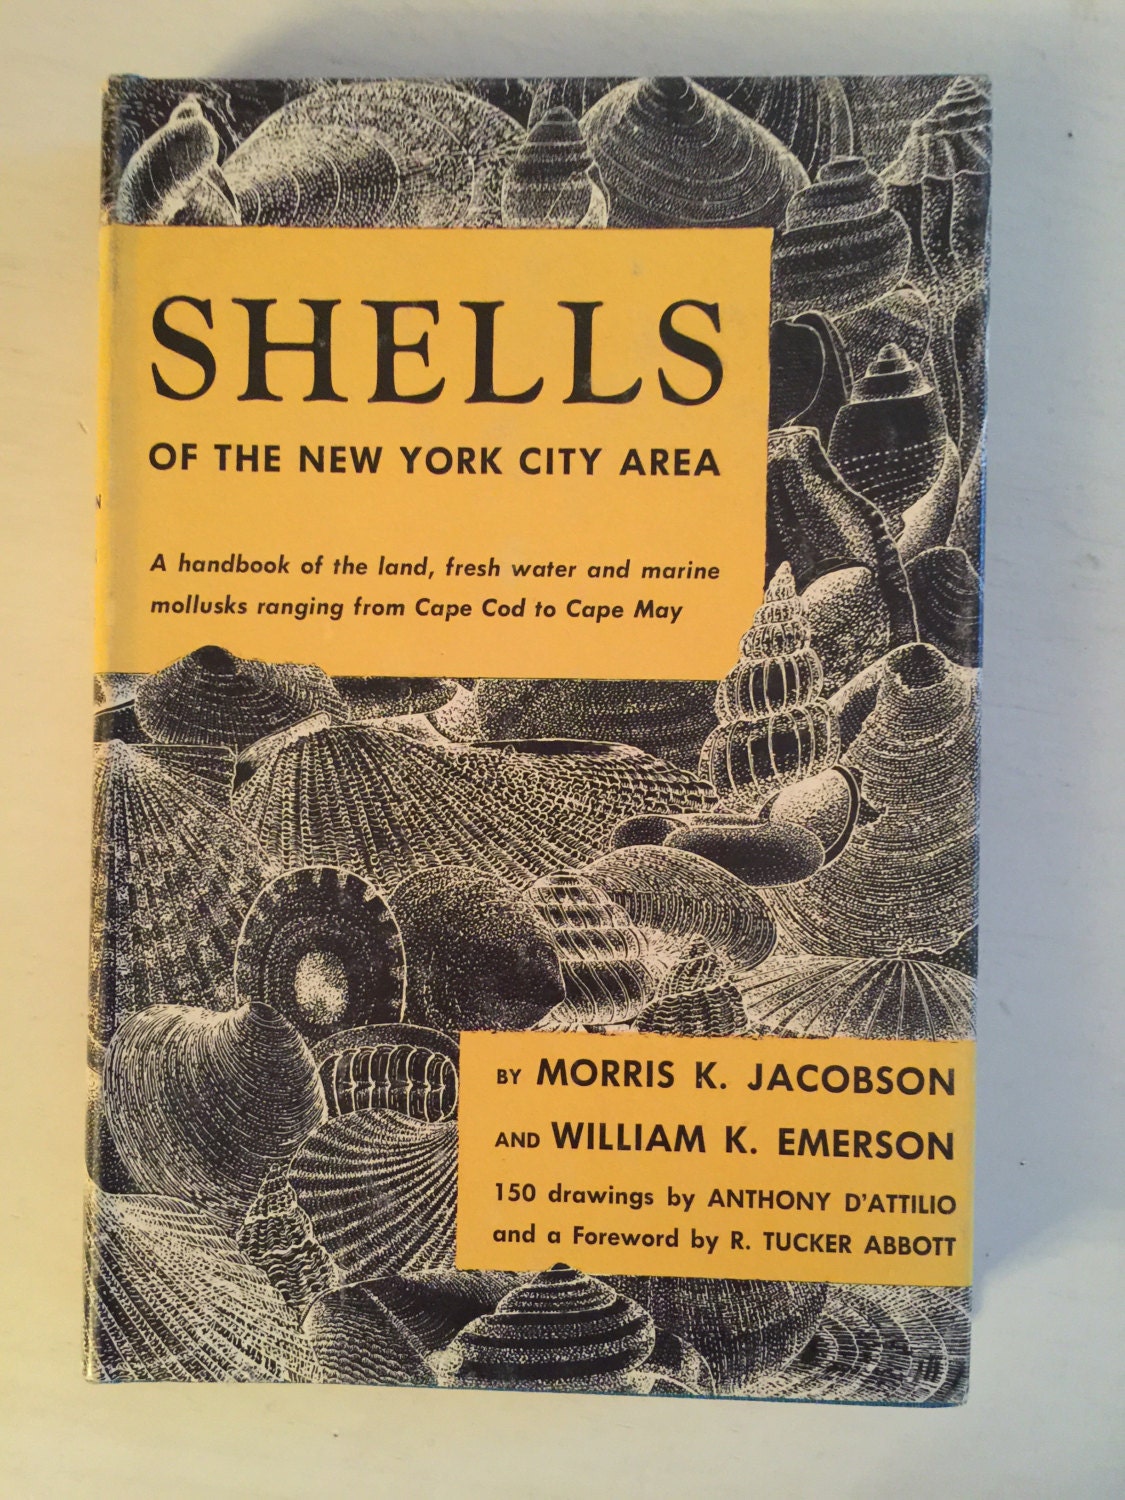 SHELLS
OF THE NEW YORK CITY AREA
A handbook of the land, fresh water and marine
mollusks ranging from Cape Cod to Cape May
BY MORRIS K. JACOBSON
AND WILLIAM K. EMERSON
150 drawings by ANTHONY D'ATTILIO
and a Foreword by R. TUCKER ABBOTT